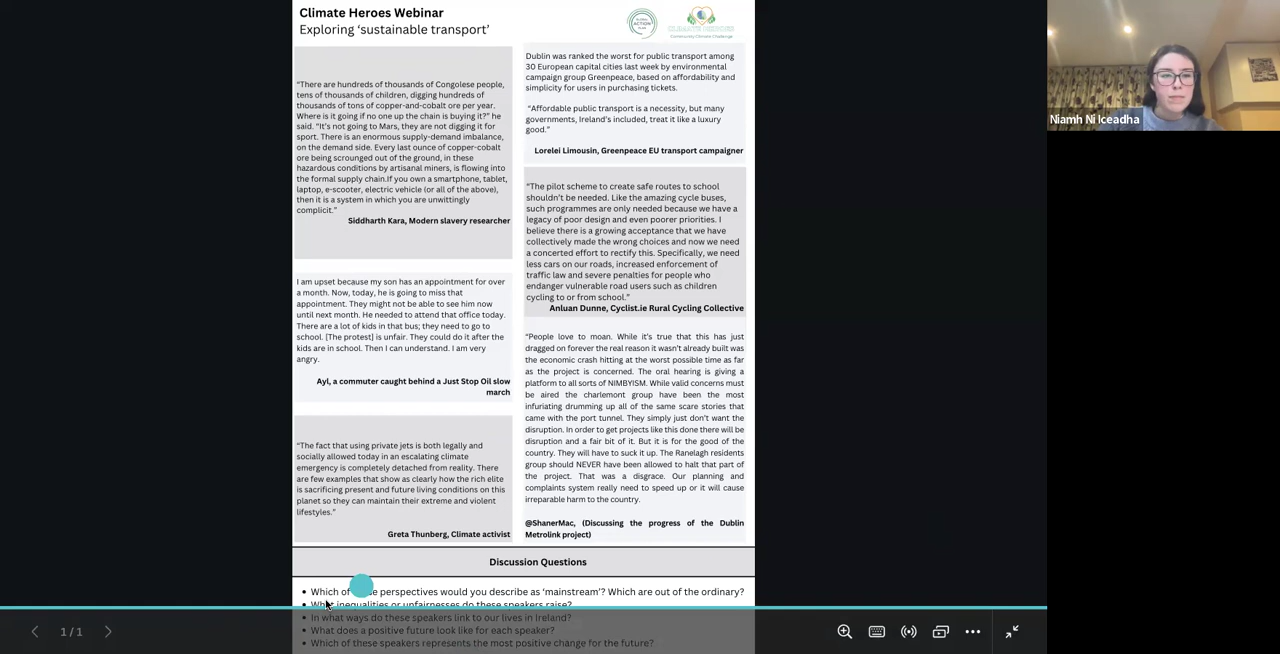 Climate Heroes Webinar
Exploring ‘sustainable transport’
“There are hundreds of thousands of Congolese people,
tens of thousands of children, digging hundreds of
thousands of tons of copper-and-cobalt ore per year.
Where is it going if no one up the chain is buying it?” he
said. “It’s not going to Mars, they are not digging it for
sport. There is an enormous supply-demand imbalance,
on the demand side. Every last ounce of copper-cobalt
ore being scrounged out of the ground, in these
hazardous conditions by artisanal miners, is flowing into
the formal supply chain.If you own a smartphone, tablet,
laptop, e-scooter, electric vehicle (or all of the above),
then it is a system in which you are unwittingly
complicit.”
Siddharth Kara, Modern slavery researcher
I am upset because my son has an appointment for over
a month. Now, today, he is going to miss that
appointment. They might not be able to see him now
until next month. He needed to attend that office today.
There are a lot of kids in that bus; they need to go to
school. [The protest] is unfair. They could do it after the
kids are in school. Then I can understand. I am very
angry.
Ayl, a commuter caught behind a Just Stop Oil slow
march
“The fact that using private jets is both legally and
socially allowed today in an escalating climate
emergency is completely detached from reality. There
are few examples that show as clearly how the rich elite
is sacrificing present and future living conditions on this
planet so they can maintain their extreme and violent
lifestyles.”
Greta Thunberg, Climate activist
GLOBAL
ACTION
PLAN
CLIMATE HEROES
Community Climate Challenge
Dublin was ranked the worst for public transport among
30 European capital cities last week by environmental
campaign group Greenpeace, based on affordability and
simplicity for users in purchasing tickets.
“Affordable public transport is a necessity, but many
governments, Ireland’s included, treat it like a luxury
good.”
Lorelei Limousin, Greenpeace EU transport campaigner
“The pilot scheme to create safe routes to school
shouldn’t be needed. Like the amazing cycle buses,
such programmes are only needed because we have a
legacy of poor design and even poorer priorities. I
believe there is a growing acceptance that we have
collectively made the wrong choices and now we need
a concerted effort to rectify this. Specifically, we need
less cars on our roads, increased enforcement of
traffic law and severe penalties for people who
endanger vulnerable road users such as children
cycling to or from school.”
Anluan Dunne, Cyclist.ie Rural Cycling Collective
“People love to moan. While it’s true that this has just
dragged on forever the real reason it wasn’t already built was
the economic crash hitting at the worst possible time as far
as the project is concerned. The oral hearing is giving a
platform to all sorts of NIMBYISM. While valid concerns must
be aired the charlemont group have been the most
infuriating drumming up all of the same scare stories that
came with the port tunnel. They simply just don’t want the
disruption. In order to get projects like this done there will be
disruption and a fair bit of it. But it is for the good of the
country. They will have to suck it up. The Ranelagh residents
group should NEVER have been allowed to halt that part of
the project. That was a disgrace. Our planning and
complaints system really need to speed up or it will cause
irreparable harm to the country.
@ShanerMac, (Discussing the progress of the Dublin
Metrolink project)
Discussion Questions
• Which of perspectives would you describe as ‘mainstream’? Which are out of the ordinary?
• What inequalities or unfairnesses do these speakers raise?
• In what ways do these speakers link to our lives in Ireland?
• What does a positive future look like for each speaker?
• Which of these speakers represents the most positive change for the future?
1 / 1
Niamh Ni Iceadha